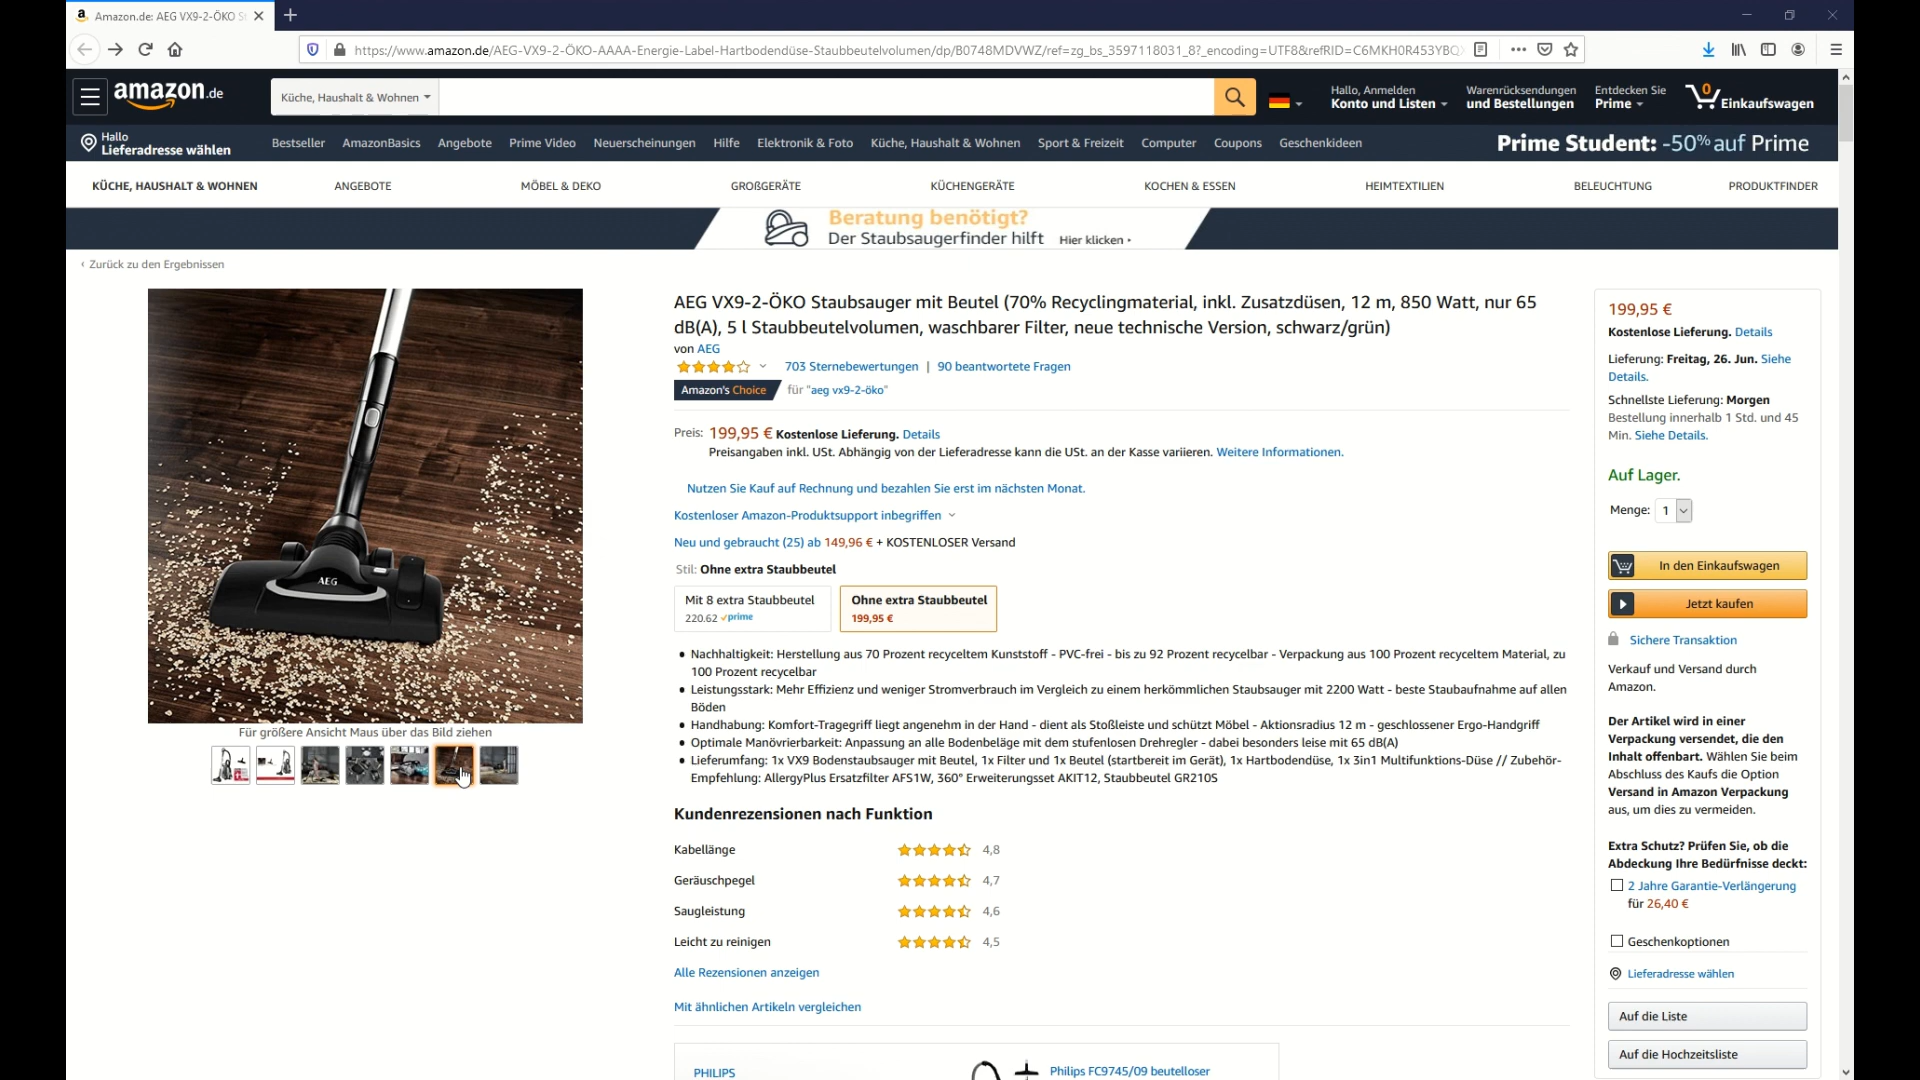 Amazon.de: AEG VX9-2-ÖKO
https://www.amazon.de/AEG-VX9-2-ÖKO-AAAA-Energie-Label-Hartbodendüse-Staubbeutelvolumen/dp/B0748MDVWZ/ref=zg_bs_3597118031_8?_encoding=UTF8&refRID=C6MKH0R453YBQ
amazon.de
Küche, Haushalt & Wohnen
Hallo, Anmelden
Konto und Listen
Warenrücksendungen
und Bestellungen
Entdecken Sie
Prime
0
Einkaufswagen
Hallo
Lieferadresse wählen
Bestseller AmazonBasics Angebote Prime Video Neuerscheinungen Hilfe Elektronik & Foto Küche, Haushalt & Wohnen Sport & Freizeit Computer Coupons Geschenkideen
Prime Student: -50% auf Prime
KÜCHE, HAUSHALT & WOHNEN ANGEBOTE MÖBEL & DEKO GROßGERÄTE KÜCHENGERÄTE KOCHEN & ESSEN HEIMTEXTILIEN BELEUCHTUNG PRODUKTFINDER
Beratung benötigt?
Der Staubsaugerfinder hilft Hier klicken
‹ Zurück zu den Ergebnissen
AEG
Für größere Ansicht Maus über das Bild ziehen
AEG VX9-2-ÖKO Staubsauger mit Beutel (70% Recyclingmaterial, inkl. Zusatzdüsen, 12 m, 850 Watt, nur 65
dB(A), 5 l Staubbeutelvolumen, waschbarer Filter, neue technische Version, schwarz/grün)
von AEG
703 Sternebewertungen | 90 beantwortete Fragen
Amazon's Choice für "aeg vx9-2-öko"
Preis: 199,95 € Kostenlose Lieferung. Details
Preisangaben inkl. USt. Abhängig von der Lieferadresse kann die USt. an der Kasse variieren. Weitere Informationen.
Nutzen Sie Kauf auf Rechnung und bezahlen Sie erst im nächsten Monat.
Kostenloser Amazon-Produktsupport inbegriffen
Neu und gebraucht (25) ab 149,96 € + KOSTENLOSER Versand
Stil: Ohne extra Staubbeutel
Mit 8 extra Staubbeutel
220.62 prime
Ohne extra Staubbeutel
199,95 €
• Nachhaltigkeit: Herstellung aus 70 Prozent recyceltem Kunststoff - PVC-frei - bis zu 92 Prozent recycelbar - Verpackung aus 100 Prozent recyceltem Material, zu
100 Prozent recycelbar
• Leistungsstark: Mehr Effizienz und weniger Stromverbrauch im Vergleich zu einem herkömmlichen Staubsauger mit 2200 Watt - beste Staubaufnahme auf allen
Böden
• Handhabung: Komfort-Tragegriff liegt angenehm in der Hand - dient als Stoßleiste und schützt Möbel - Aktionsradius 12 m - geschlossener Ergo-Handgriff
• Optimale Manövrierbarkeit: Anpassung an alle Bodenbeläge mit dem stufenlosen Drehregler - dabei besonders leise mit 65 dB(A)
• Lieferumfang: 1x VX9 Bodenstaubsauger mit Beutel, 1x Filter und 1x Beutel (startbereit im Gerät), 1x Hartbodendüse, 1x 3in1 Multifunktions-Düse // Zubehör-
Empfehlung: AllergyPlus Ersatzfilter AFS1W, 360° Erweiterungsset AKIT12, Staubbeutel GR210S
Kundenrezensionen nach Funktion
Kabellänge 4,8
Geräuschpegel 4,7
Saugleistung 4,6
Leicht zu reinigen 4,5
Alle Rezensionen anzeigen
Mit ähnlichen Artikeln vergleichen
PHILIPS
Philips FC9745/09 beutelloser
199,95 €
Kostenlose Lieferung. Details
Lieferung: Freitag, 26. Jun. Siehe
Details.
Schnellste Lieferung: Morgen
Bestellung innerhalb 1 Std. und 45
Min. Siehe Details.
Auf Lager.
Menge: 1
In den Einkaufswagen
Jetzt kaufen
Sichere Transaktion
Verkauf und Versand durch
Amazon.
Der Artikel wird in einer
Verpackung versendet, die den
Inhalt offenbart. Wählen Sie beim
Abschluss des Kaufs die Option
Versand in Amazon Verpackung
aus, um dies zu vermeiden.
Extra Schutz? Prüfen Sie, ob die
Abdeckung Ihre Bedürfnisse deckt:
2 Jahre Garantie-Verlängerung
für 26,40 €
Geschenkoptionen
Lieferadresse wählen
Auf die Liste
Auf die Hochzeitsliste